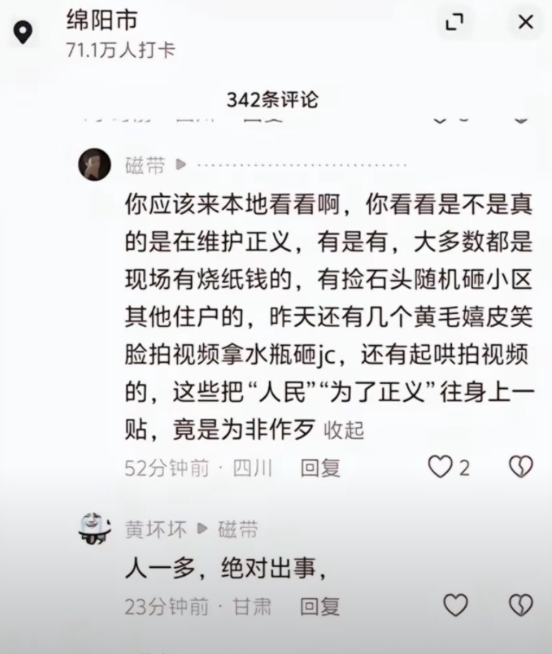 绵阳市
71.1万人打卡
342条评论
磁带 ▶ ··························
你应该来本地看看啊，你看看是不是真
的是在维护正义，有是有，大多数都是
现场有烧纸钱的，有捡石头随机砸小区
其他住户的，昨天还有几个黄毛嬉皮笑
脸拍视频拿水瓶砸jc，还有起哄拍视频
的，这些把“人民”“为了正义”往身上一
贴，竟是为非作歹 收起
52分钟前 · 四川 回复
2
黄坏坏 ▶ 磁带
人一多，绝对出事，
23分钟前 · 甘肃 回复